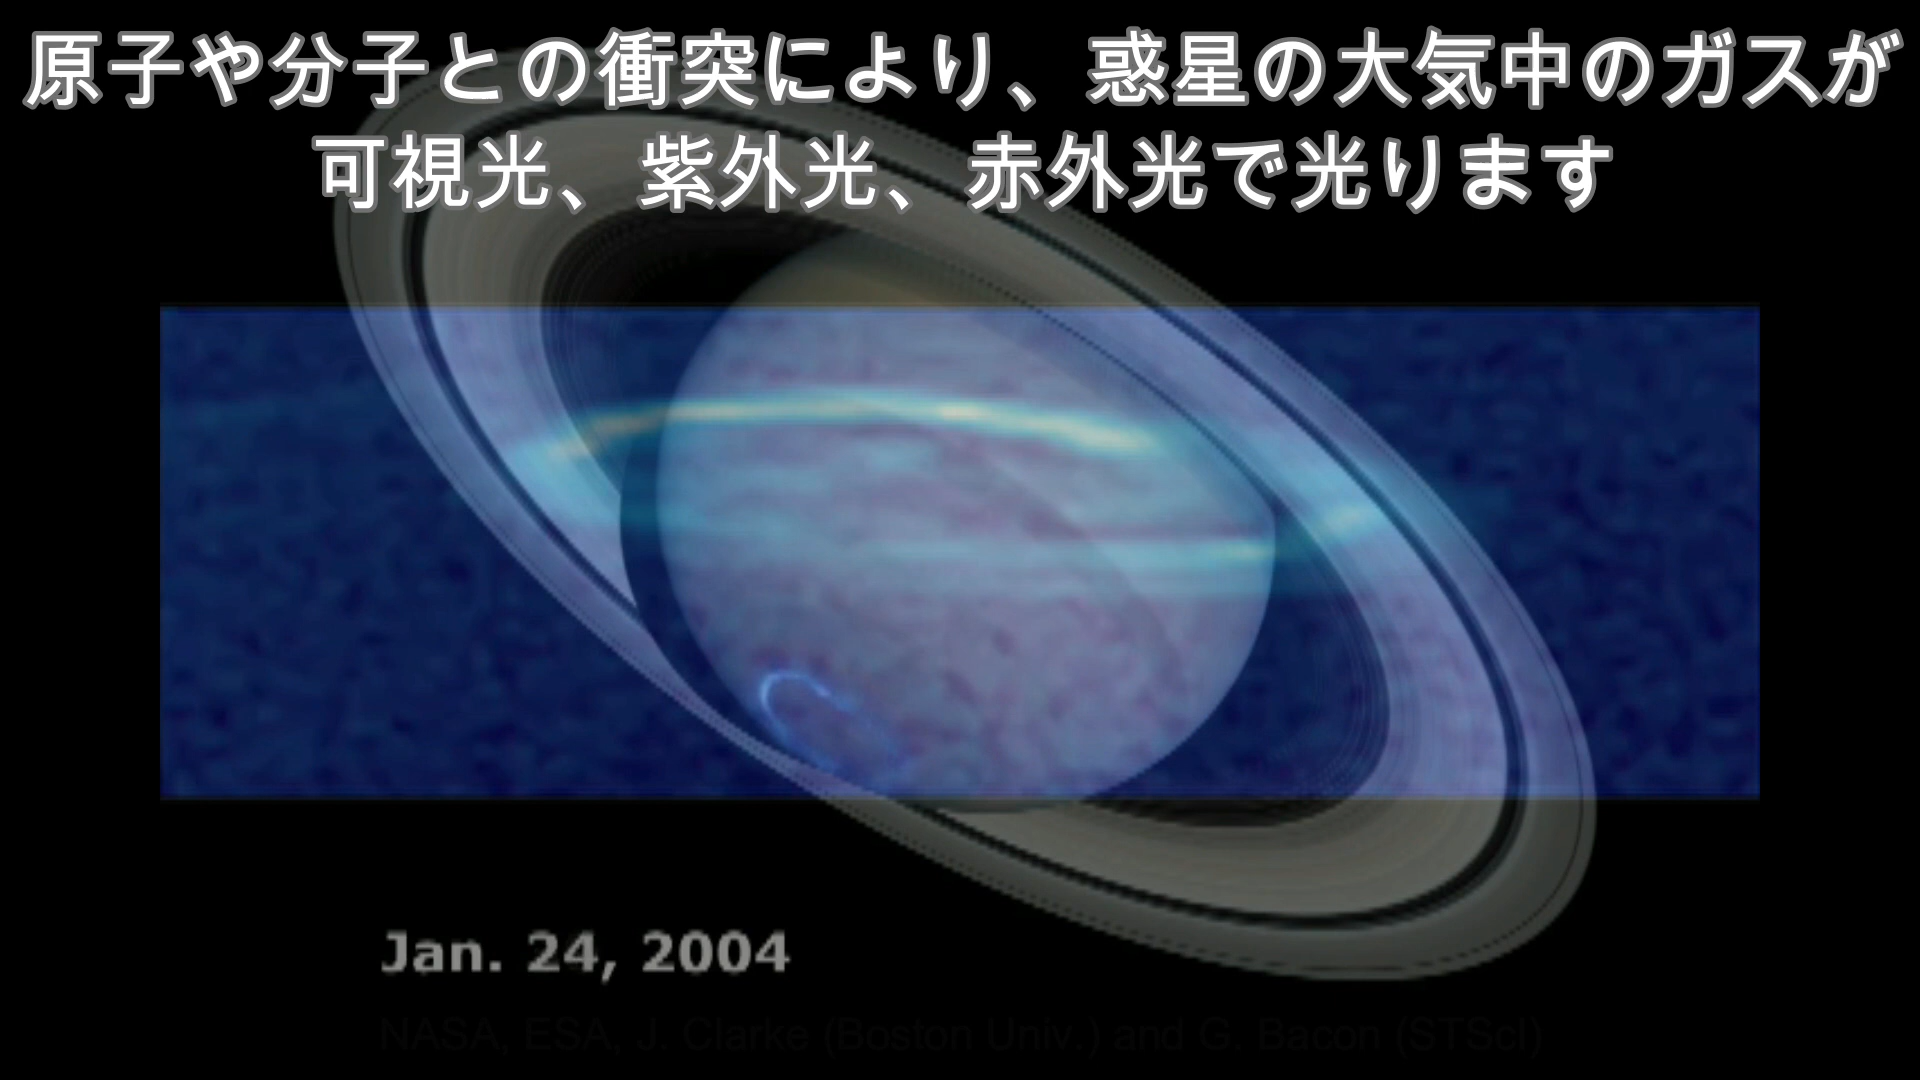 原子や分子との衝突により、惑星の大気中のガスが
可視光、紫外光、赤外光で光ります
Jan. 24, 2004
NASA, ESA, J. Clarke (Boston Univ.) and G. Bacon (STScI)